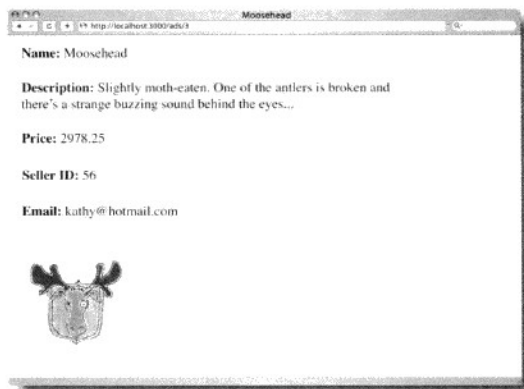 Moosehead
http://localhost:3000/ads/3
Name: Moosehead
Description: Slightly moth-eaten. One of the antlers is broken and
there's a strange buzzing sound behind the eyes...
Price: 2978.25
Seller ID: 56
Email: kathy@hotmail.com